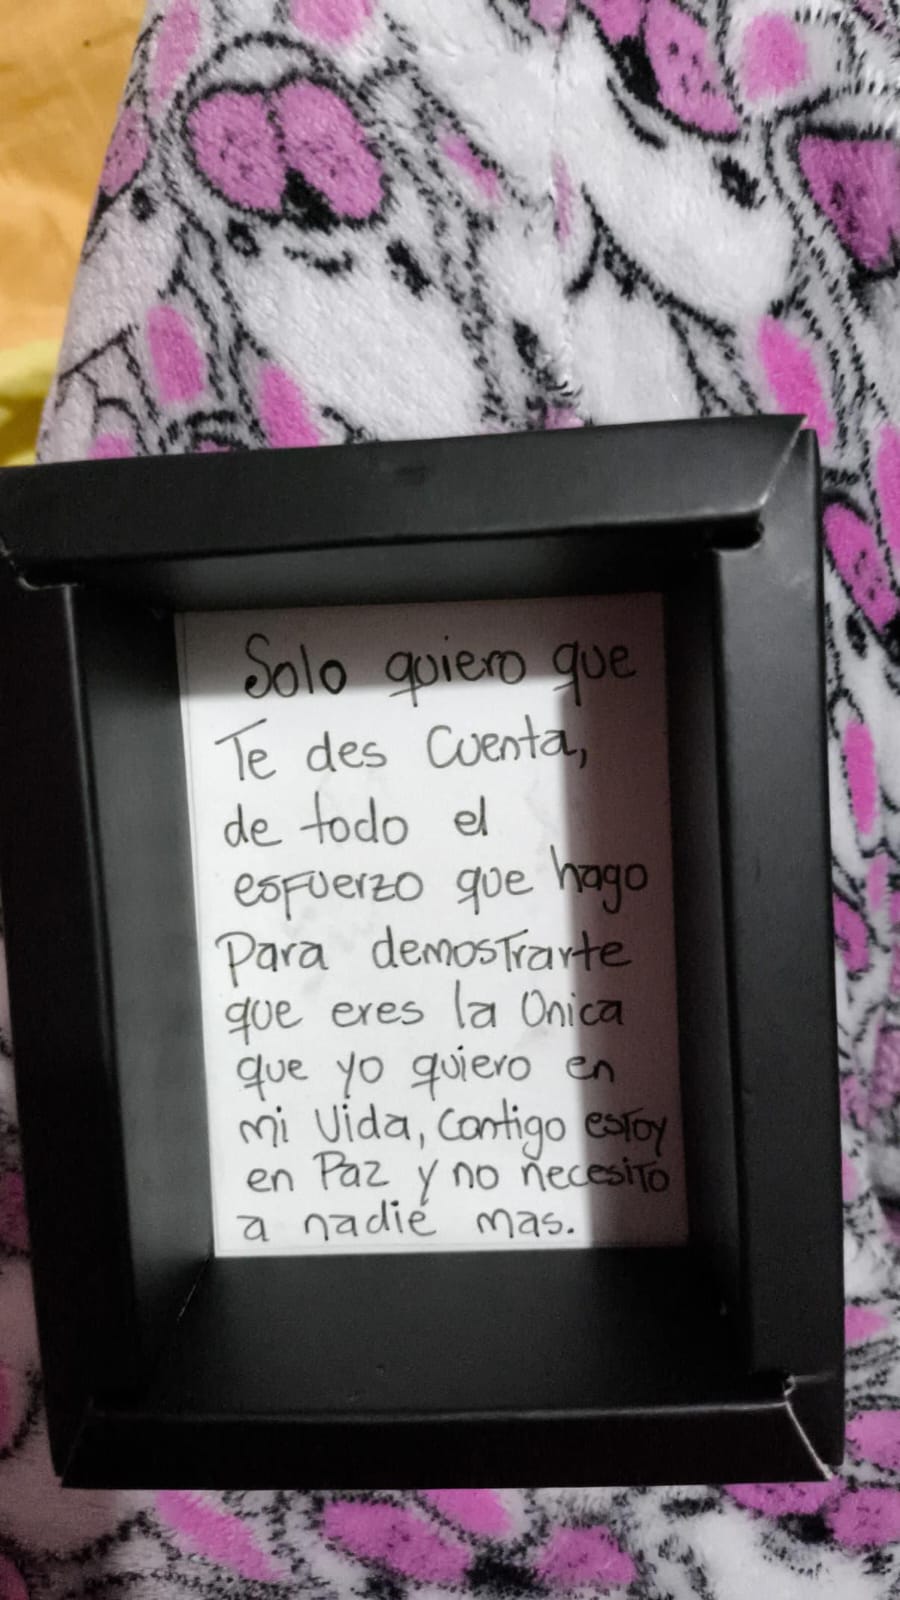 Solo quiero que
Te des Cuenta,
de todo el
esfuerzo que hago
Para demostrarte
que eres la Unica
que yo quiero en
mi Vida, Contigo estoy
en Paz y no necesito
a nadie mas.